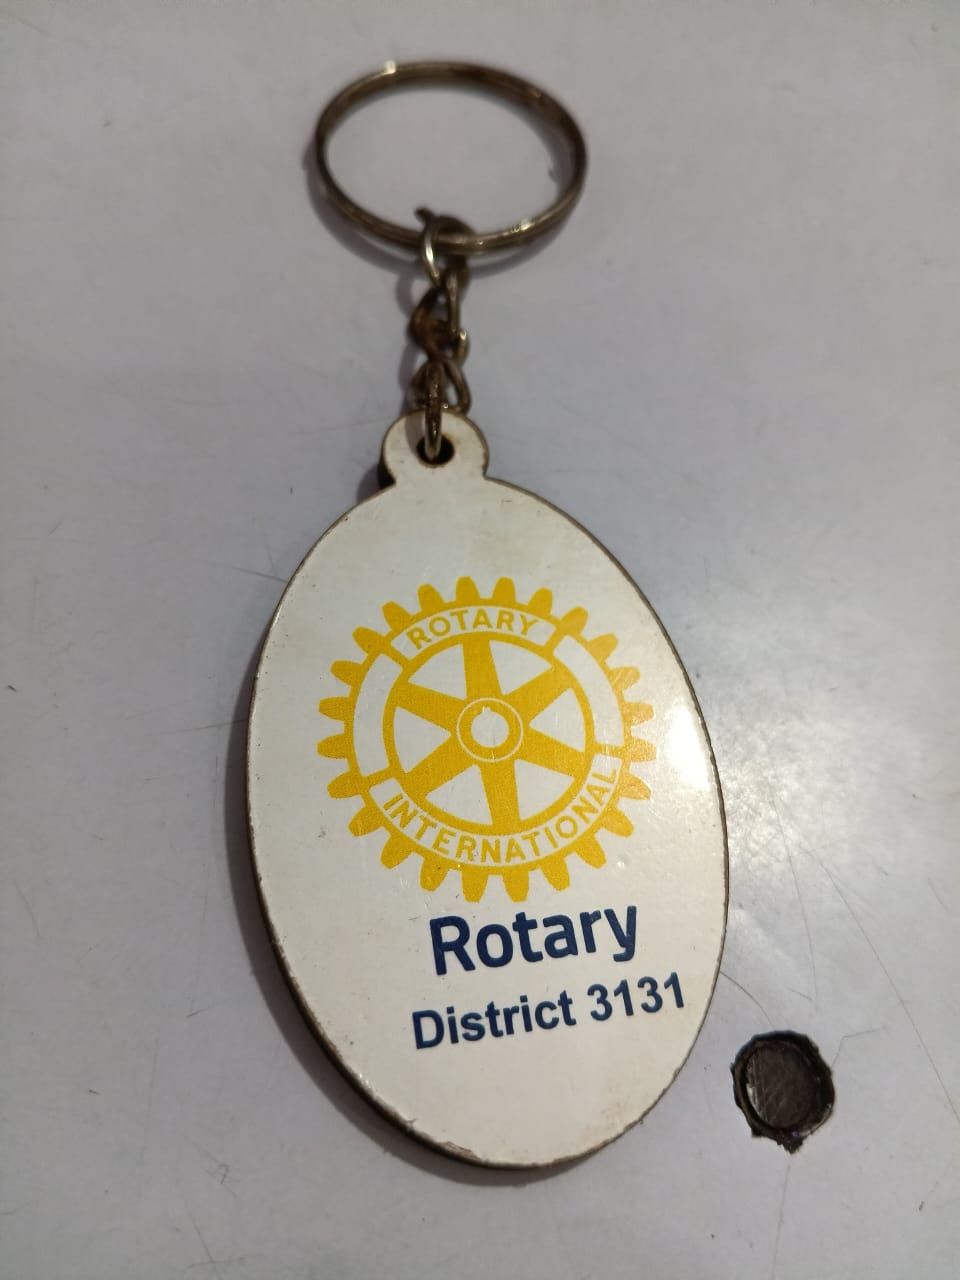 ROTARY
INTERNATIONAL
Rotary
District 3131